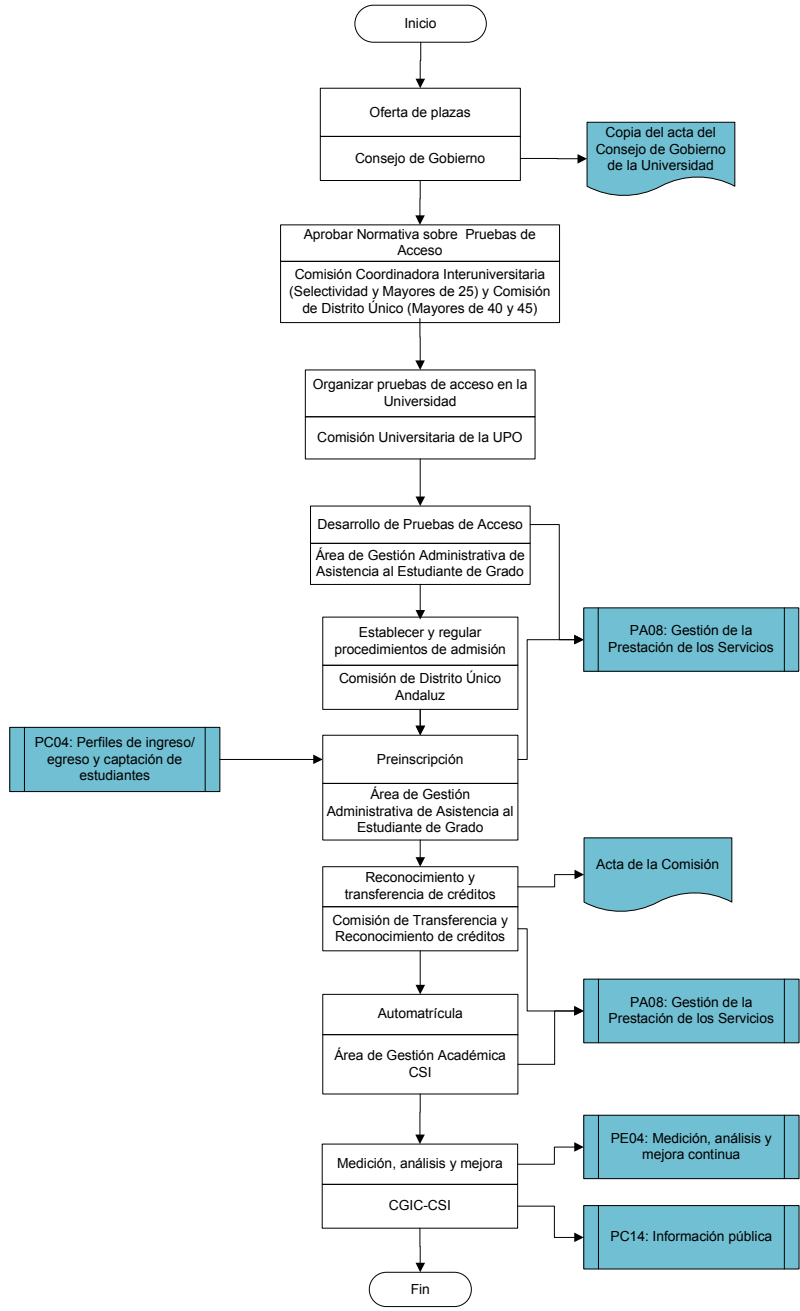 Inicio
Oferta de plazas
Consejo de Gobierno
Copia del acta del
Consejo de Gobierno
de la Universidad
Aprobar Normativa sobre Pruebas de
Acceso
Comisión Coordinadora Interuniversitaria
(Selectividad y Mayores de 25) y Comisión
de Distrito Único (Mayores de 40 y 45)
Organizar pruebas de acceso en la
Universidad
Comisión Universitaria de la UPO
Desarrollo de Pruebas de Acceso
Área de Gestión Administrativa de
Asistencia al Estudiante de Grado
Establecer y regular
procedimientos de admisión
Comisión de Distrito Único
Andaluz
PA08: Gestión de la
Prestación de los Servicios
PC04: Perfiles de ingreso/
egreso y captación de
estudiantes
Preinscripción
Área de Gestión
Administrativa de Asistencia al
Estudiante de Grado
Reconocimiento y
transferencia de créditos
Comisión de Transferencia y
Reconocimiento de créditos
Acta de la Comisión
Automatrícula
Área de Gestión Académica
CSI
PA08: Gestión de la
Prestación de los Servicios
Medición, análisis y mejora
CGIC-CSI
PE04: Medición, análisis y
mejora continua
PC14: Información pública
Fin